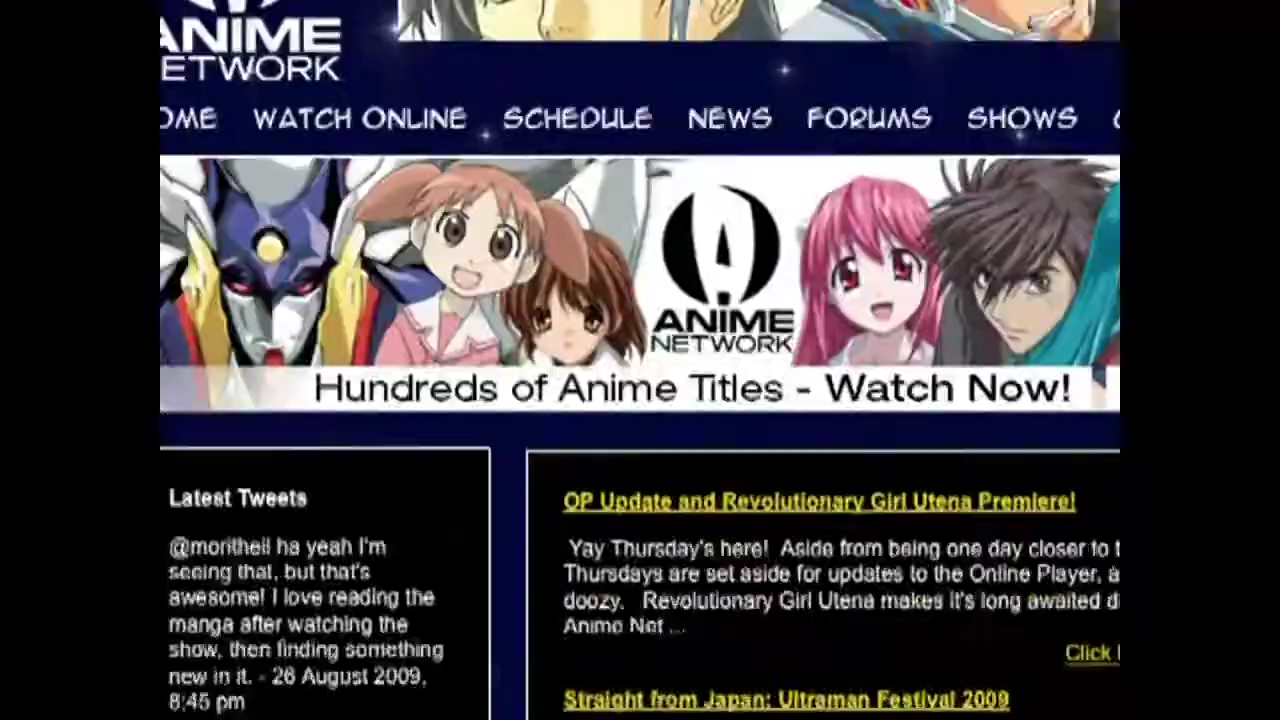 ANIME
ETWORK
OME WATCH ONLINE SCHEDULE NEWS FORUMS SHOWS
ANIME
NETWORK
Hundreds of Anime Titles - Watch Now!
Latest Tweets
@moritheil ha yeah I'm
seeing that, but that's
awesome! I love reading the
manga after watching the
show, then finding something
new in it. - 26 August 2009,
8:45 pm
OP Update and Revolutionary Girl Utena Premiere!
Yay Thursday's here! Aside from being one day closer to t
Thursdays are set aside for updates to the Online Player, a
doozy. Revolutionary Girl Utena makes it's long awaited d
Anime Net ...
Click
Straight from Japan: Ultraman Festival 2009